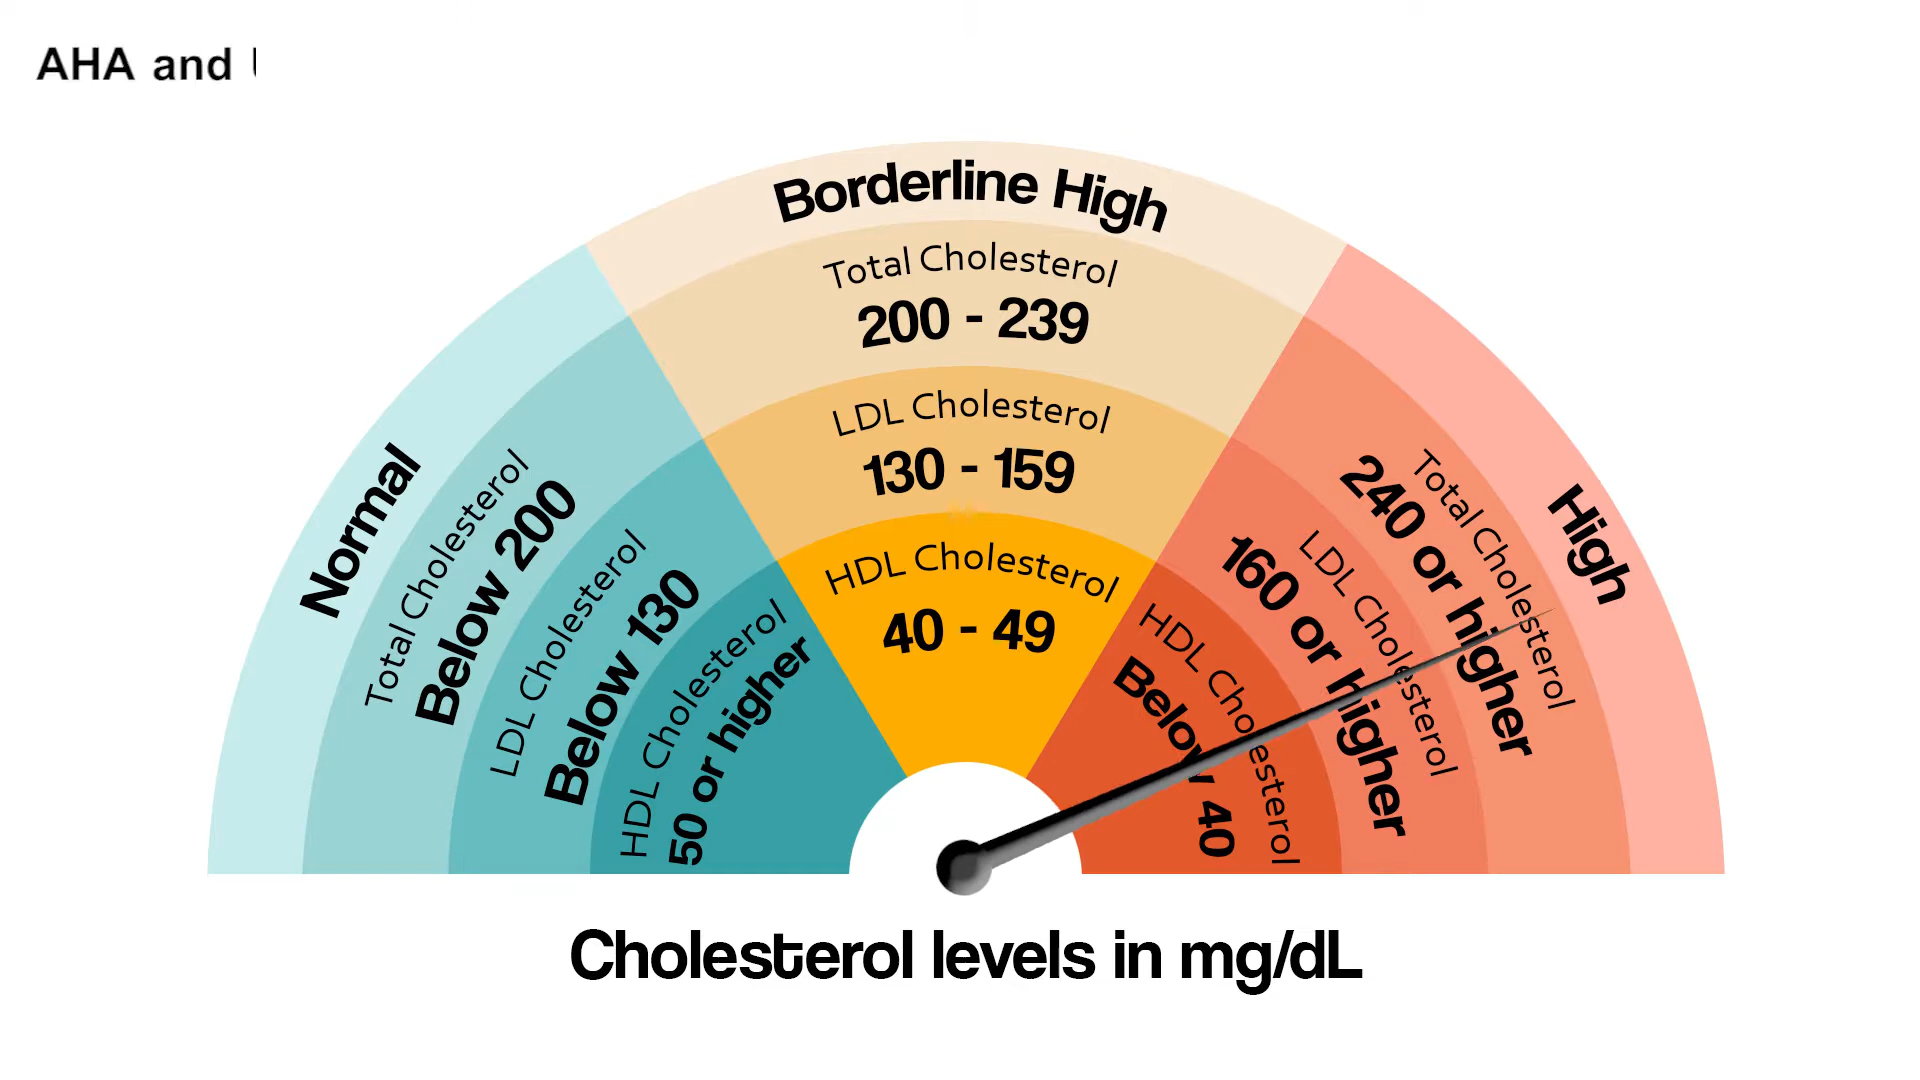 AHA and
Borderline High
Total Cholesterol
200 - 239
LDL Cholesterol
130 - 159
HDL Cholesterol
40 - 49
Normal
Total Cholesterol
Below 200
LDL Cholesterol
Below 130
HDL Cholesterol
50 or higher
High
Total Cholesterol
240 or higher
LDL Cholesterol
160 or higher
HDL Cholesterol
Below 40
Cholesterol levels in mg/dL